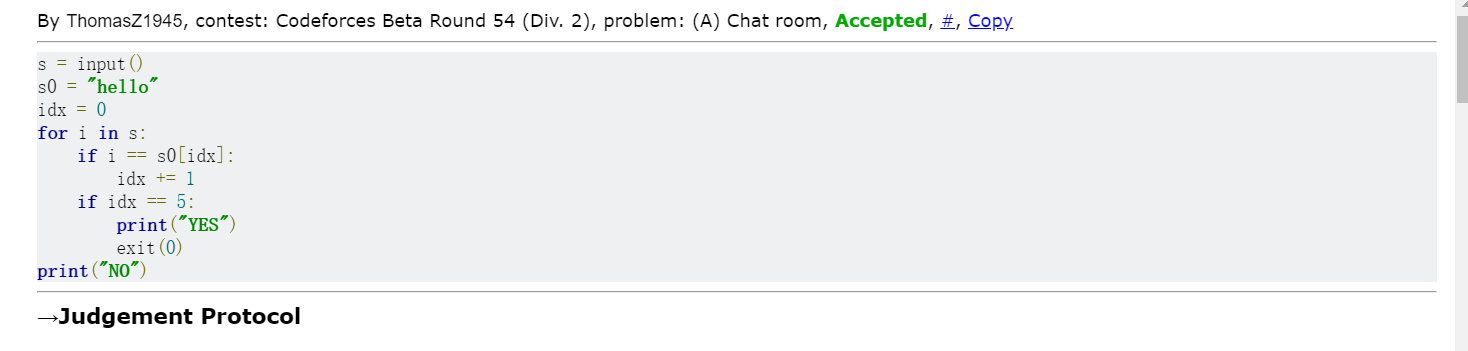 By ThomasZ1945, contest: Codeforces Beta Round 54 (Div. 2), problem: (A) Chat room, Accepted, #, Copy
s = input()
s0 = "hello"
idx = 0
for i in s:
    if i == s0[idx]:
        idx += 1
    if idx == 5:
        print("YES")
        exit(0)
print("NO")
→Judgement Protocol